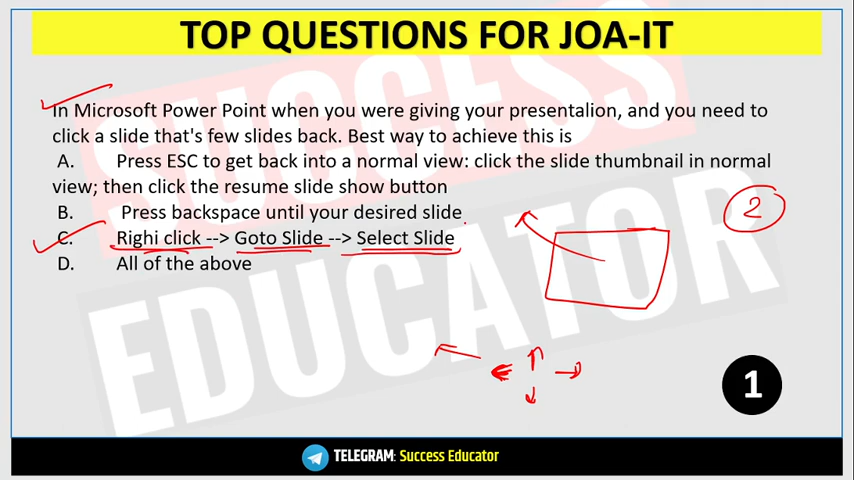 TOP QUESTIONS FOR JOA-IT
In Microsoft Power Point when you were giving your presentalion, and you need to
click a slide that's few slides back. Best way to achieve this is
A. Press ESC to get back into a normal view: click the slide thumbnail in normal
view; then click the resume slide show button
B. Press backspace until your desired slide
C. Righi click --> Goto Slide --> Select Slide
D. All of the above
2
1
SUCCESS
EDUCATOR
TELEGRAM: Success Educator